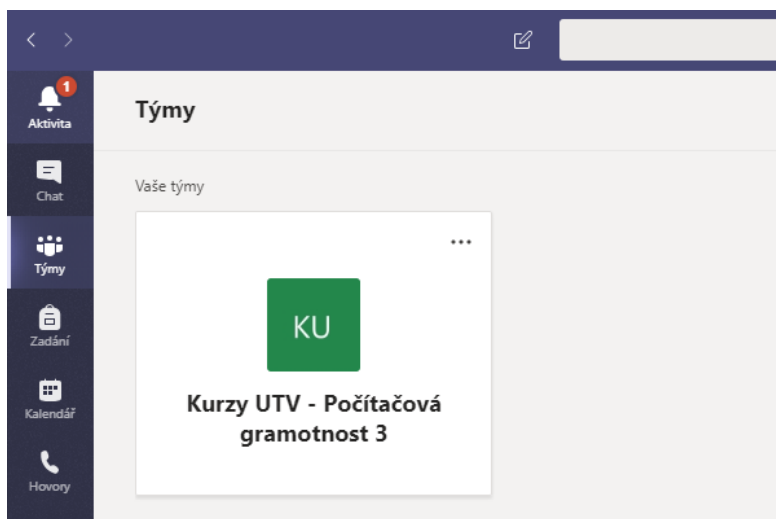 1
Aktivita
Chat
Týmy
Zadání
Kalendář
Hovory
Týmy
Vaše týmy
KU
Kurzy UTV - Počítačová
gramotnost 3